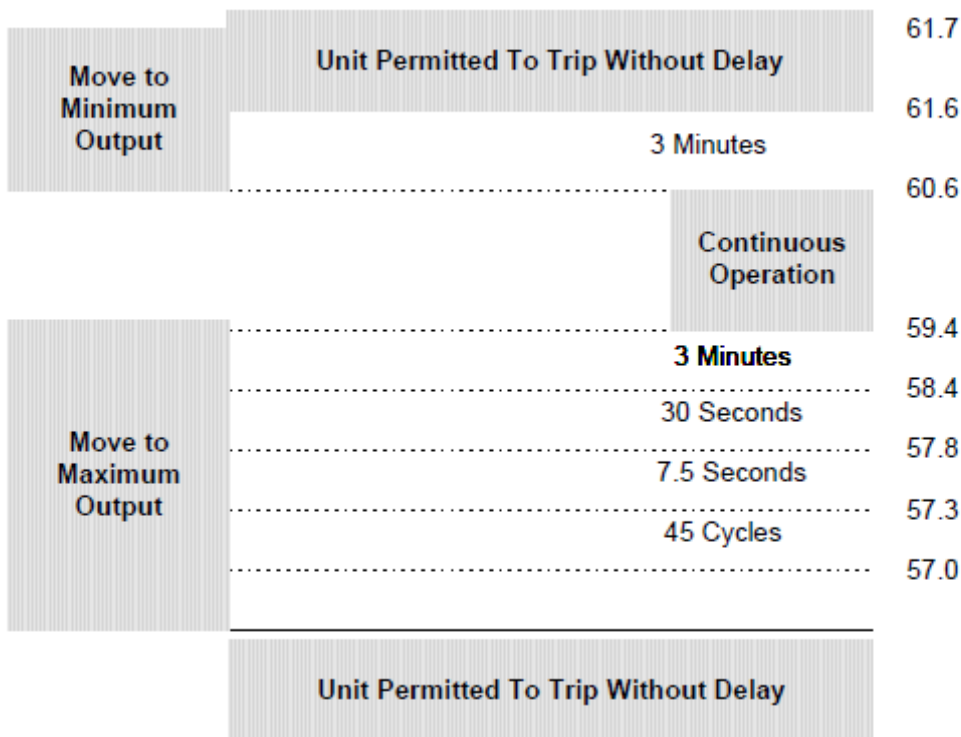 61.7
Unit Permitted To Trip Without Delay
Move to
Minimum
Output
61.6
3 Minutes
60.6
Continuous
Operation
59.4
3 Minutes
58.4
30 Seconds
57.8
Move to
Maximum
Output
7.5 Seconds
57.3
45 Cycles
57.0
Unit Permitted To Trip Without Delay